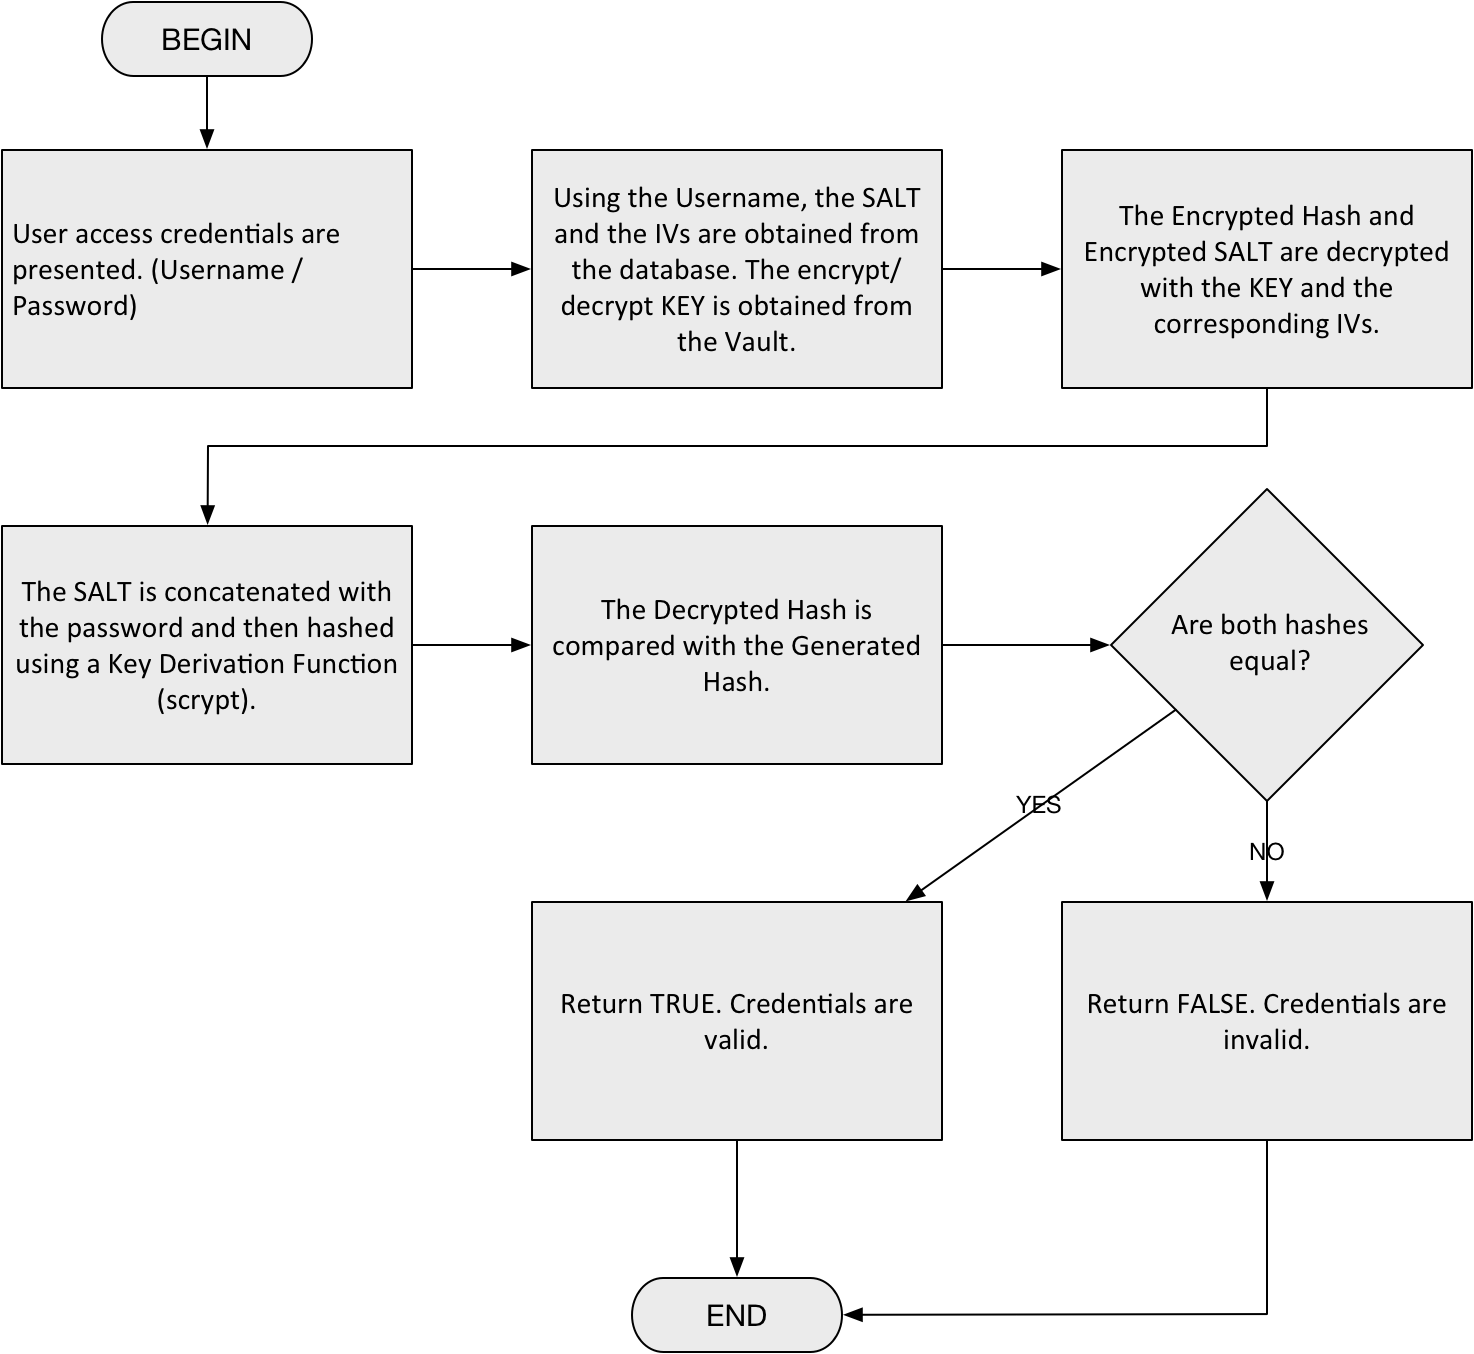 BEGIN
User access credentials are
presented. (Username /
Password)
Using the Username, the SALT
and the IVs are obtained from
the database. The encrypt/
decrypt KEY is obtained from
the Vault.
The Encrypted Hash and
Encrypted SALT are decrypted
with the KEY and the
corresponding IVs.
The SALT is concatenated with
the password and then hashed
using a Key Derivation Function
(scrypt).
The Decrypted Hash is
compared with the Generated
Hash.
Are both hashes
equal?
YES
NO
Return TRUE. Credentials are
valid.
Return FALSE. Credentials are
invalid.
END